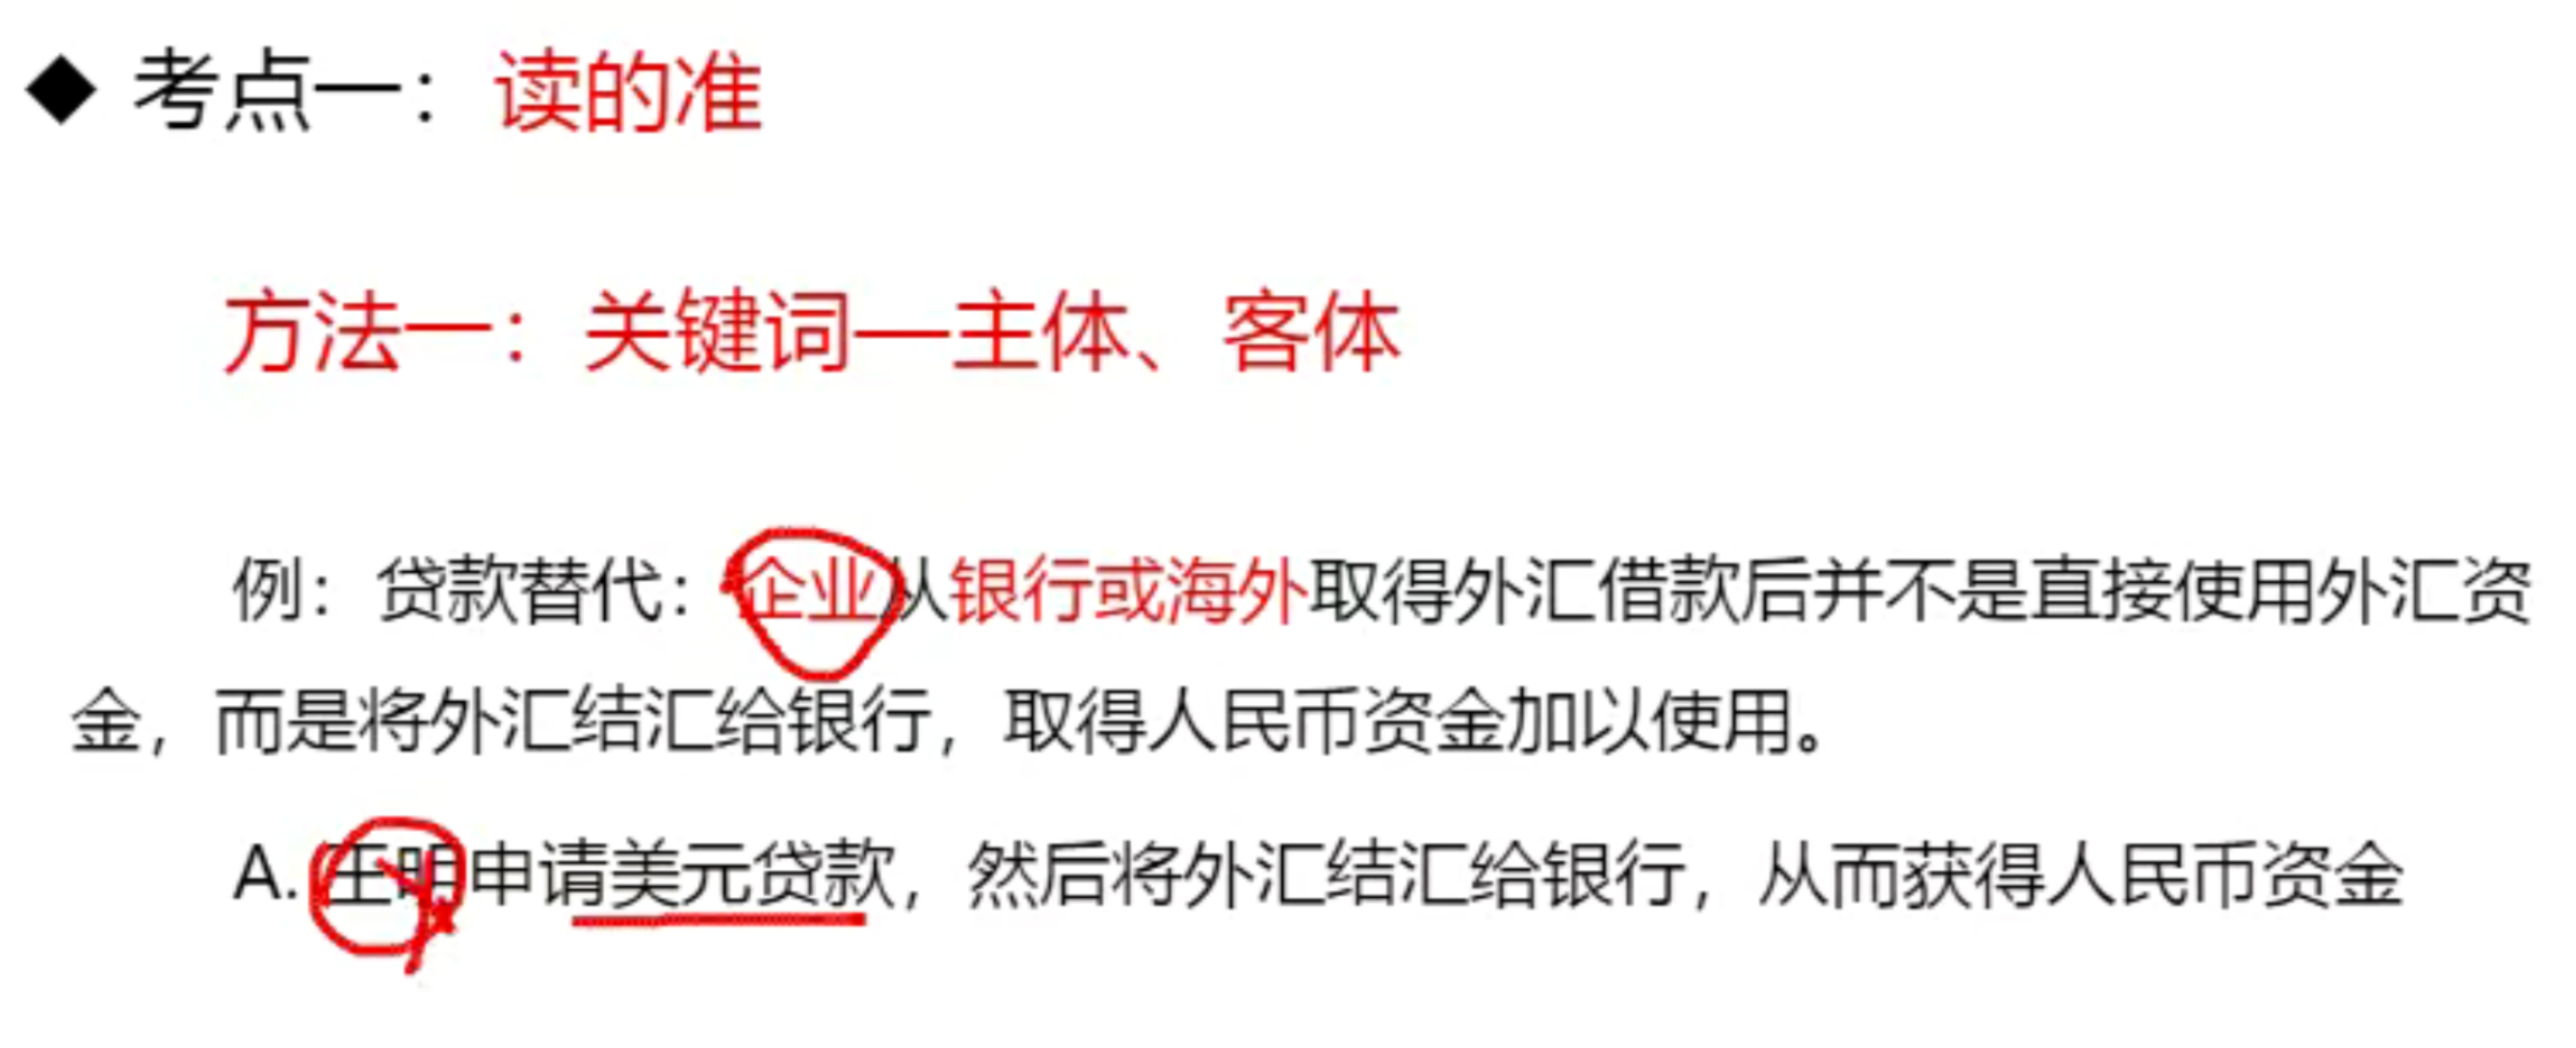 ◆ 考点一：读的准
方法一：关键词—主体、客体
例：贷款替代：企业从银行或海外取得外汇借款后并不是直接使用外汇资
金，而是将外汇结汇给银行，取得人民币资金加以使用。
A. 王明申请美元贷款，然后将外汇结汇给银行，从而获得人民币资金